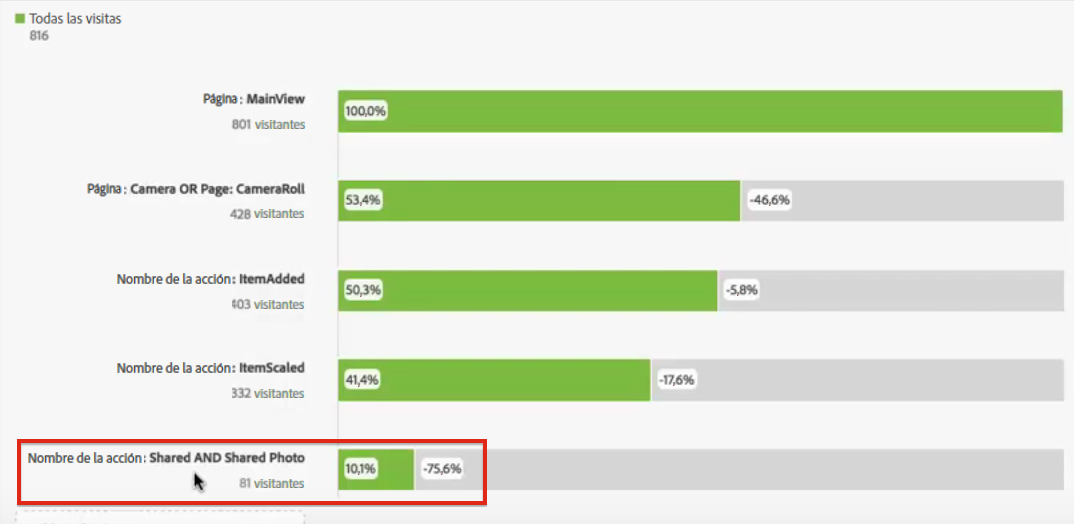 Todas las visitas
816
Página : MainView
801 visitantes
100,0%
Página : Camera OR Page: CameraRoll
428 visitantes
53,4%
-46,6%
Nombre de la acción: ItemAdded
403 visitantes
50,3%
-5,8%
Nombre de la acción: ItemScaled
332 visitantes
41,4%
-17,6%
Nombre de la acción: Shared AND Shared Photo
81 visitantes
10,1%
-75,6%